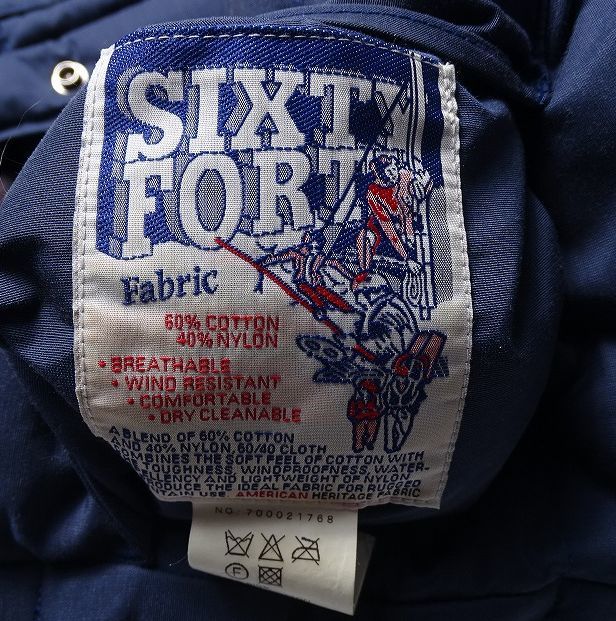 SIXTY
FORT
Fabric
60% COTTON
40% NYLON
• BREATHABLE
• WIND RESISTANT
• COMFORTABLE
• DRY CLEANABLE
A BLEND OF 60% COTTON
AND 40% NYLON, 60/40 CLOTH
COMBINES THE SOFT FEEL OF COTTON WITH
TOUGHNESS, WINDPROOFNESS, WATER-
AND LIGHTWEIGHT OF NYLON
THE IDEAL FABRIC FOR RUGGED
USE. AMERICAN HERITAGE FABRIC
NO: 700021768
F